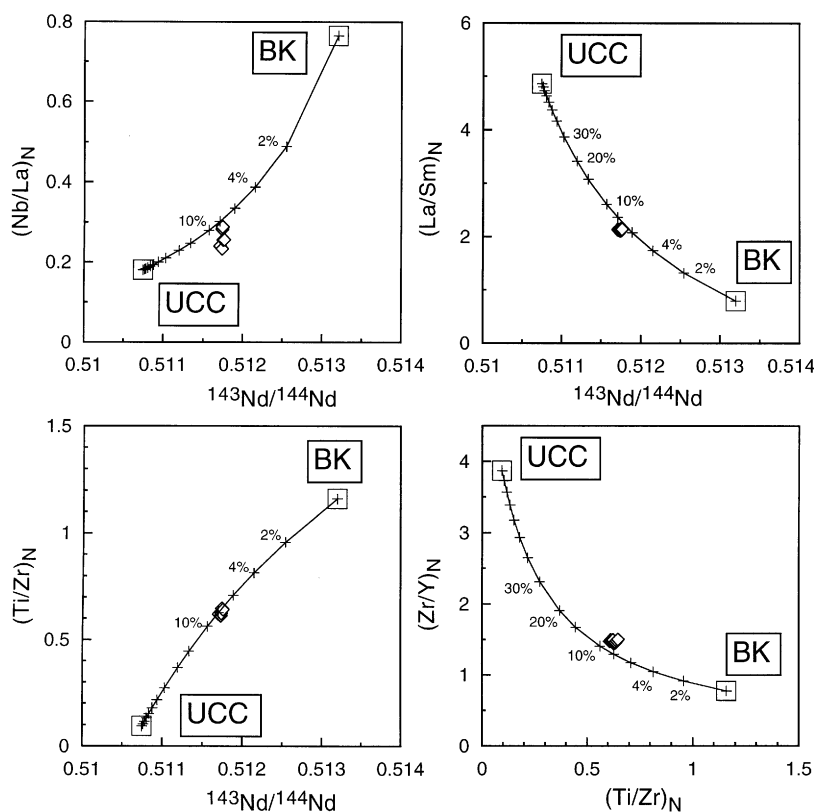 0.8
0.6
0.4
0.2
0
(Nb/La)N
BK
2%
4%
10%
UCC
0.51 0.511 0.512 0.513 0.514
143Nd/144Nd
6
4
2
0
(La/Sm)N
UCC
30%
20%
10%
4%
2%
BK
0.51 0.511 0.512 0.513 0.514
143Nd/144Nd
1.5
1
0.5
0
(Ti/Zr)N
BK
2%
4%
10%
UCC
0.51 0.511 0.512 0.513 0.514
143Nd/144Nd
4
3
2
1
0
(Zr/Y)N
UCC
30%
20%
10%
4%
2%
BK
0 0.5 1 1.5
(Ti/Zr)N